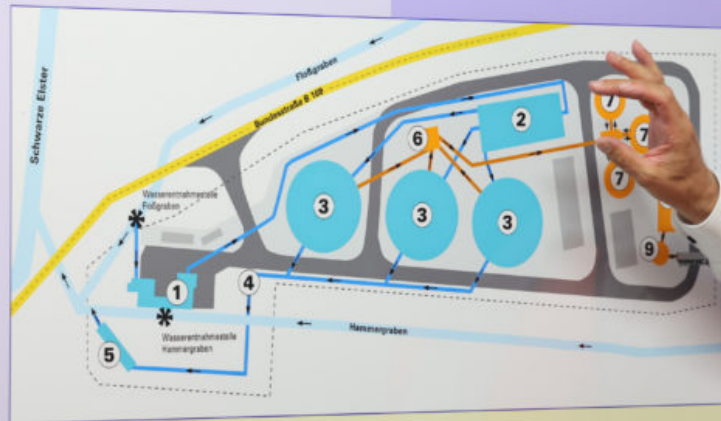 Schwarze Elster
Floßgraben
Bundesstraße B 169
Wasserentnahmestelle
Floßgraben
1
2
3
3
3
4
5
6
7
7
7
9
Wasserentnahmestelle
Hammergraben
Hammergraben